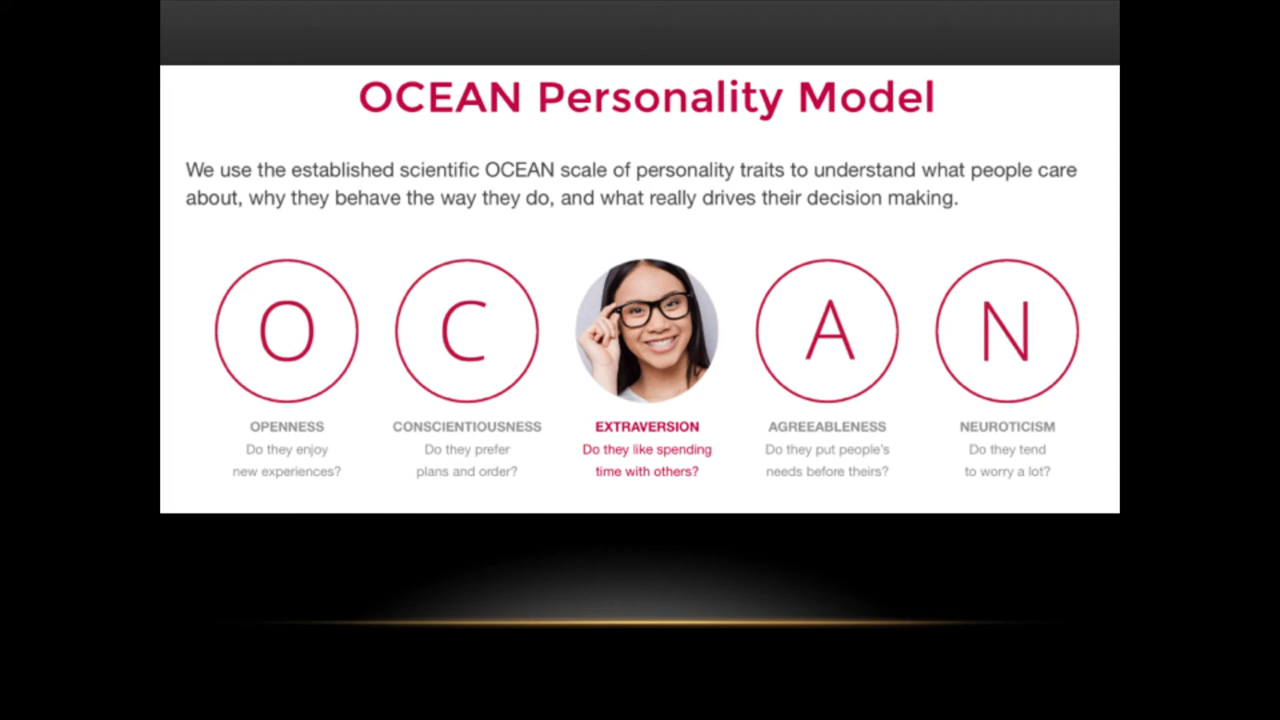 OCEAN Personality Model
We use the established scientific OCEAN scale of personality traits to understand what people care
about, why they behave the way they do, and what really drives their decision making.
O C A N
OPENNESS CONSCIENTIOUSNESS EXTRAVERSION AGREEABLENESS NEUROTICISM
Do they enjoy Do they prefer Do they like spending Do they put people's Do they tend
new experiences? plans and order? time with others? needs before theirs? to worry a lot?